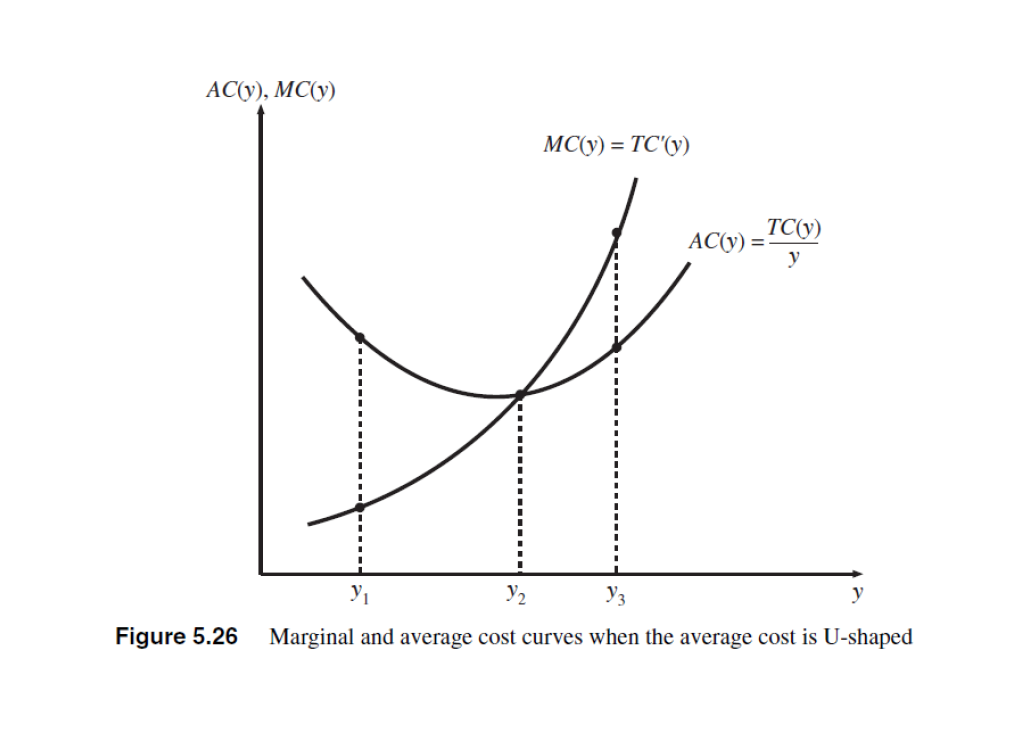 AC(y), MC(y)
MC(y) = TC′(y)
AC(y) = TC(y)/y
y₁
y₂
y₃
y
Figure 5.26 Marginal and average cost curves when the average cost is U-shaped